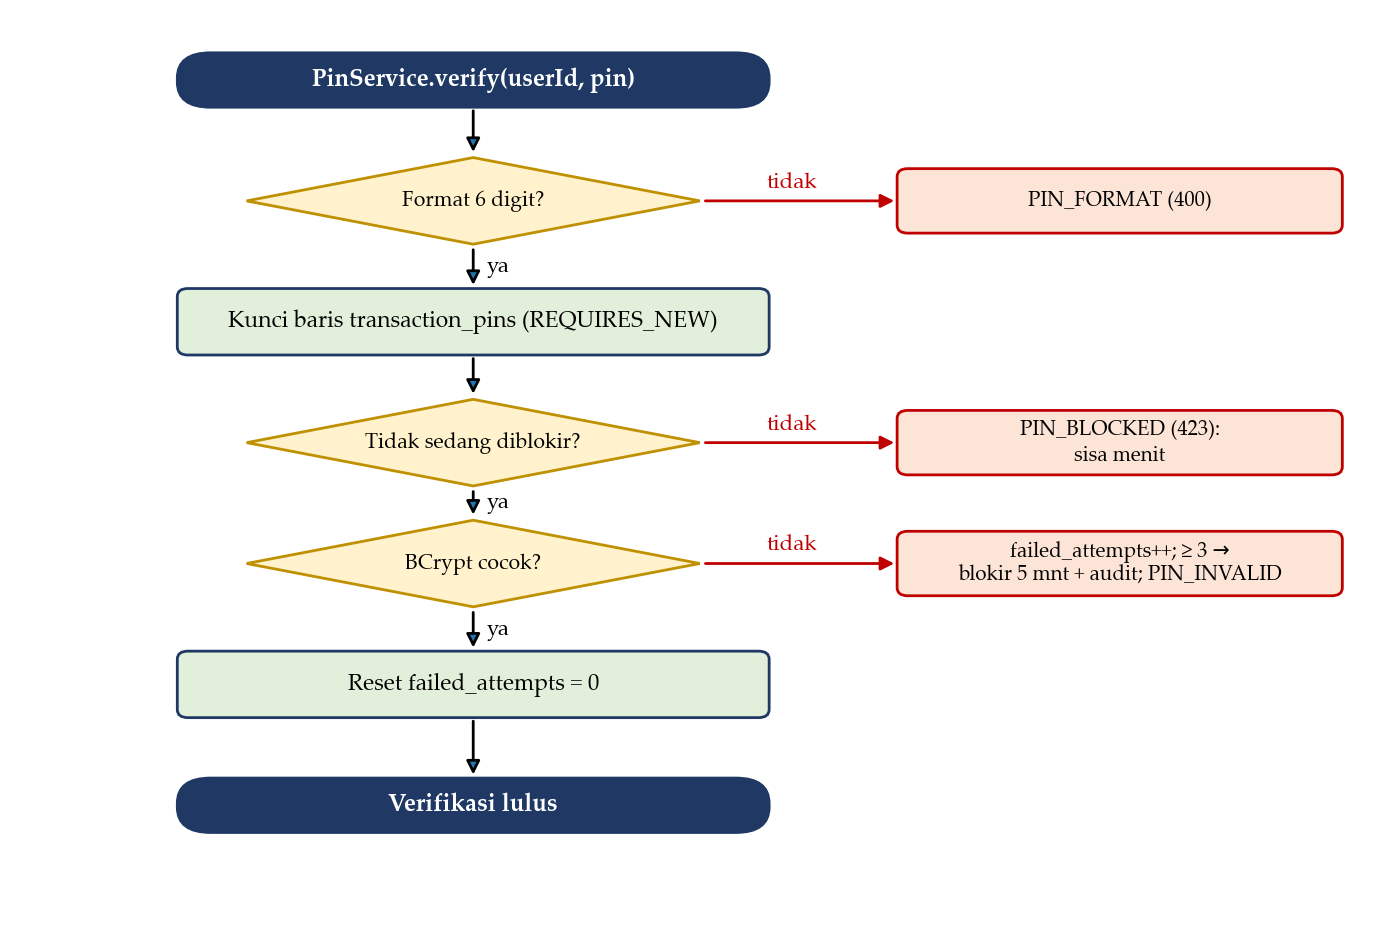 PinService.verify(userId, pin)
Format 6 digit?
tidak
PIN_FORMAT (400)
ya
Kunci baris transaction_pins (REQUIRES_NEW)
Tidak sedang diblokir?
tidak
PIN_BLOCKED (423):
sisa menit
ya
BCrypt cocok?
tidak
failed_attempts++; ≥ 3 →
blokir 5 mnt + audit; PIN_INVALID
ya
Reset failed_attempts = 0
Verifikasi lulus